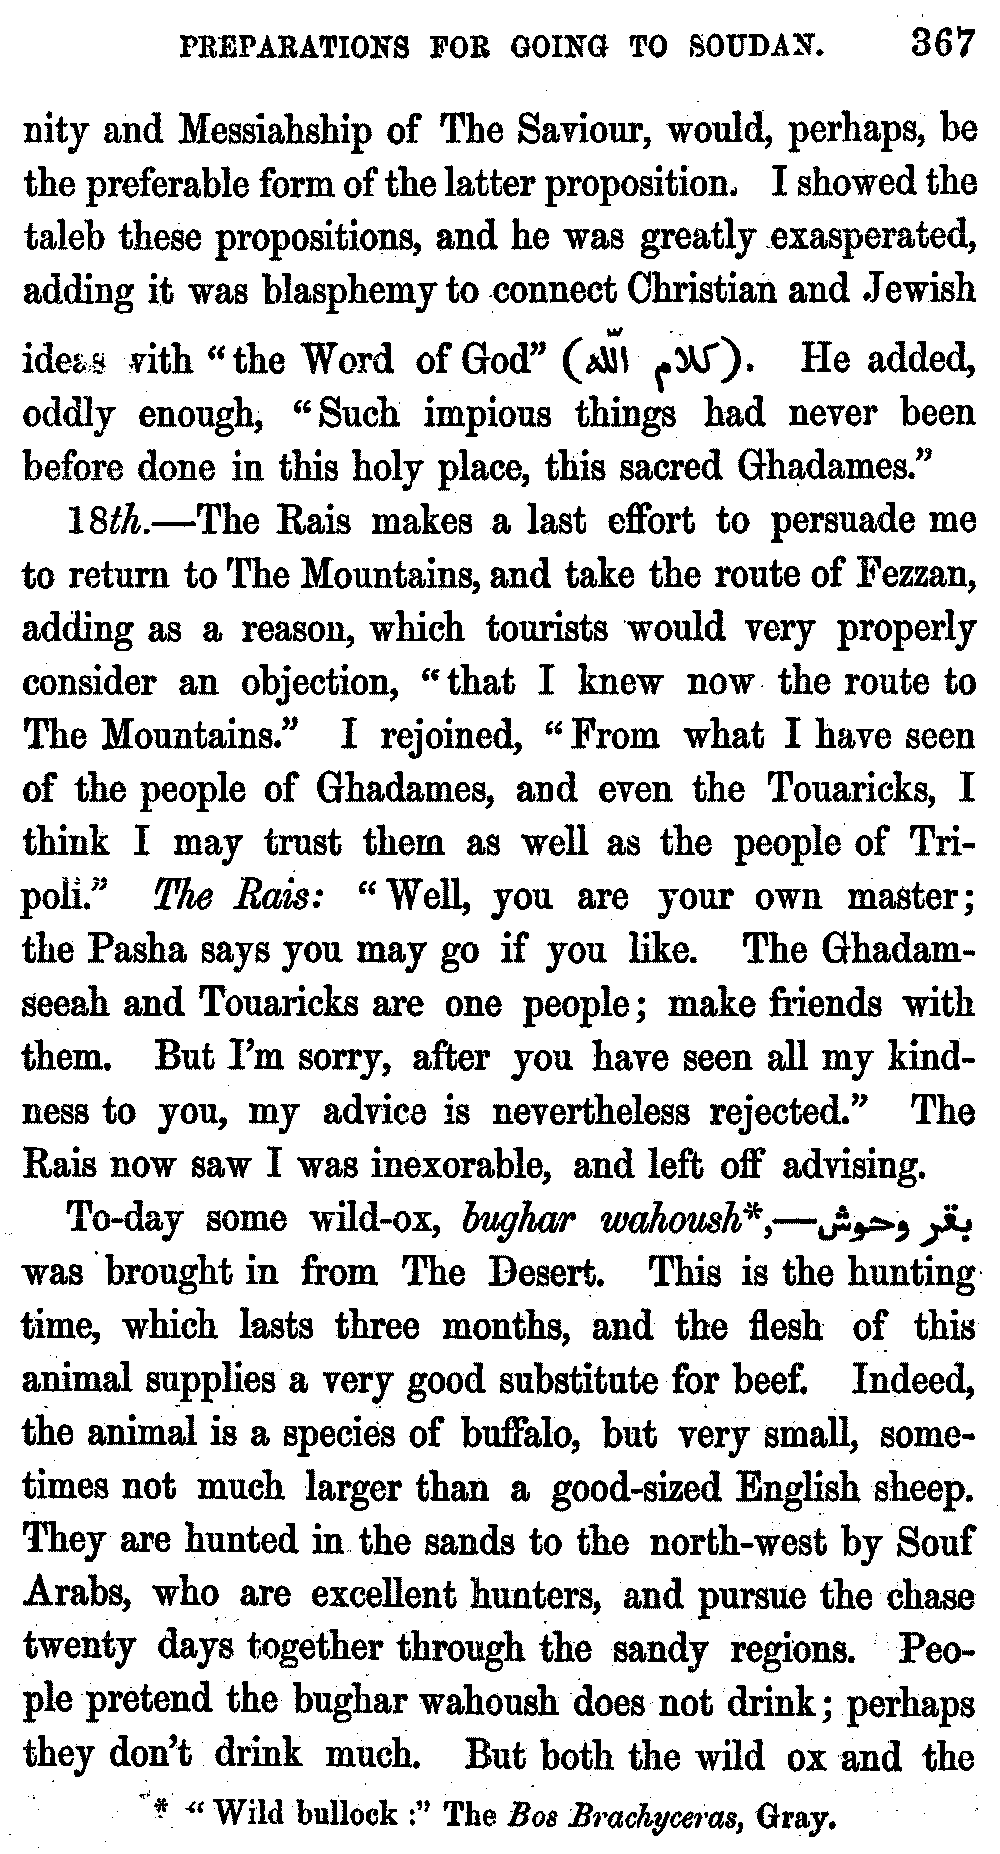 PREPARATIONS FOR GOING TO SOUDAN. 367
nity and Messiahship of The Saviour, would, perhaps, be
the preferable form of the latter proposition. I showed the
taleb these propositions, and he was greatly exasperated,
adding it was blasphemy to connect Christian and Jewish
ideas with “the Word of God” (كلام اللّه). He added,
oddly enough, “Such impious things had never been
before done in this holy place, this sacred Ghadames.”
18th.—The Rais makes a last effort to persuade me
to return to The Mountains, and take the route of Fezzan,
adding as a reason, which tourists would very properly
consider an objection, “that I knew now the route to
The Mountains.” I rejoined, “From what I have seen
of the people of Ghadames, and even the Touaricks, I
think I may trust them as well as the people of Tri-
poli.” The Rais: “Well, you are your own master;
the Pasha says you may go if you like. The Ghadam-
seeah and Touaricks are one people; make friends with
them. But I’m sorry, after you have seen all my kind-
ness to you, my advice is nevertheless rejected.” The
Rais now saw I was inexorable, and left off advising.
To-day some wild-ox, bughar wahoush*,—بقر وحوش
was brought in from The Desert. This is the hunting
time, which lasts three months, and the flesh of this
animal supplies a very good substitute for beef. Indeed,
the animal is a species of buffalo, but very small, some-
times not much larger than a good-sized English sheep.
They are hunted in the sands to the north-west by Souf
Arabs, who are excellent hunters, and pursue the chase
twenty days together through the sandy regions. Peo-
ple pretend the bughar wahoush does not drink; perhaps
they don’t drink much. But both the wild ox and the
* “Wild bullock:” The Bos Brachyceras, Gray.